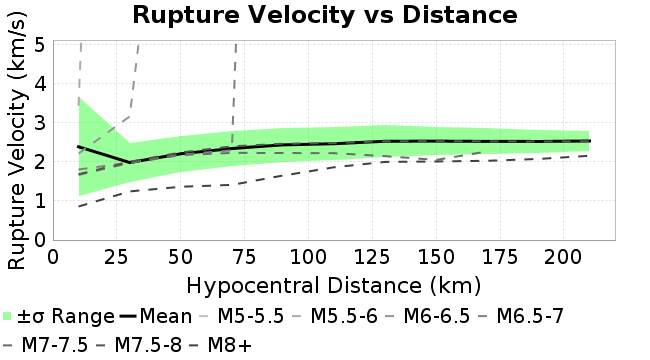 Rupture Velocity vs Distance
Rupture Velocity (km/s)
5
4
3
2
1
0
0 25 50 75 100 125 150 175 200
Hypocentral Distance (km)
±σ Range Mean M5-5.5 M5.5-6 M6-6.5 M6.5-7
M7-7.5 M7.5-8 M8+